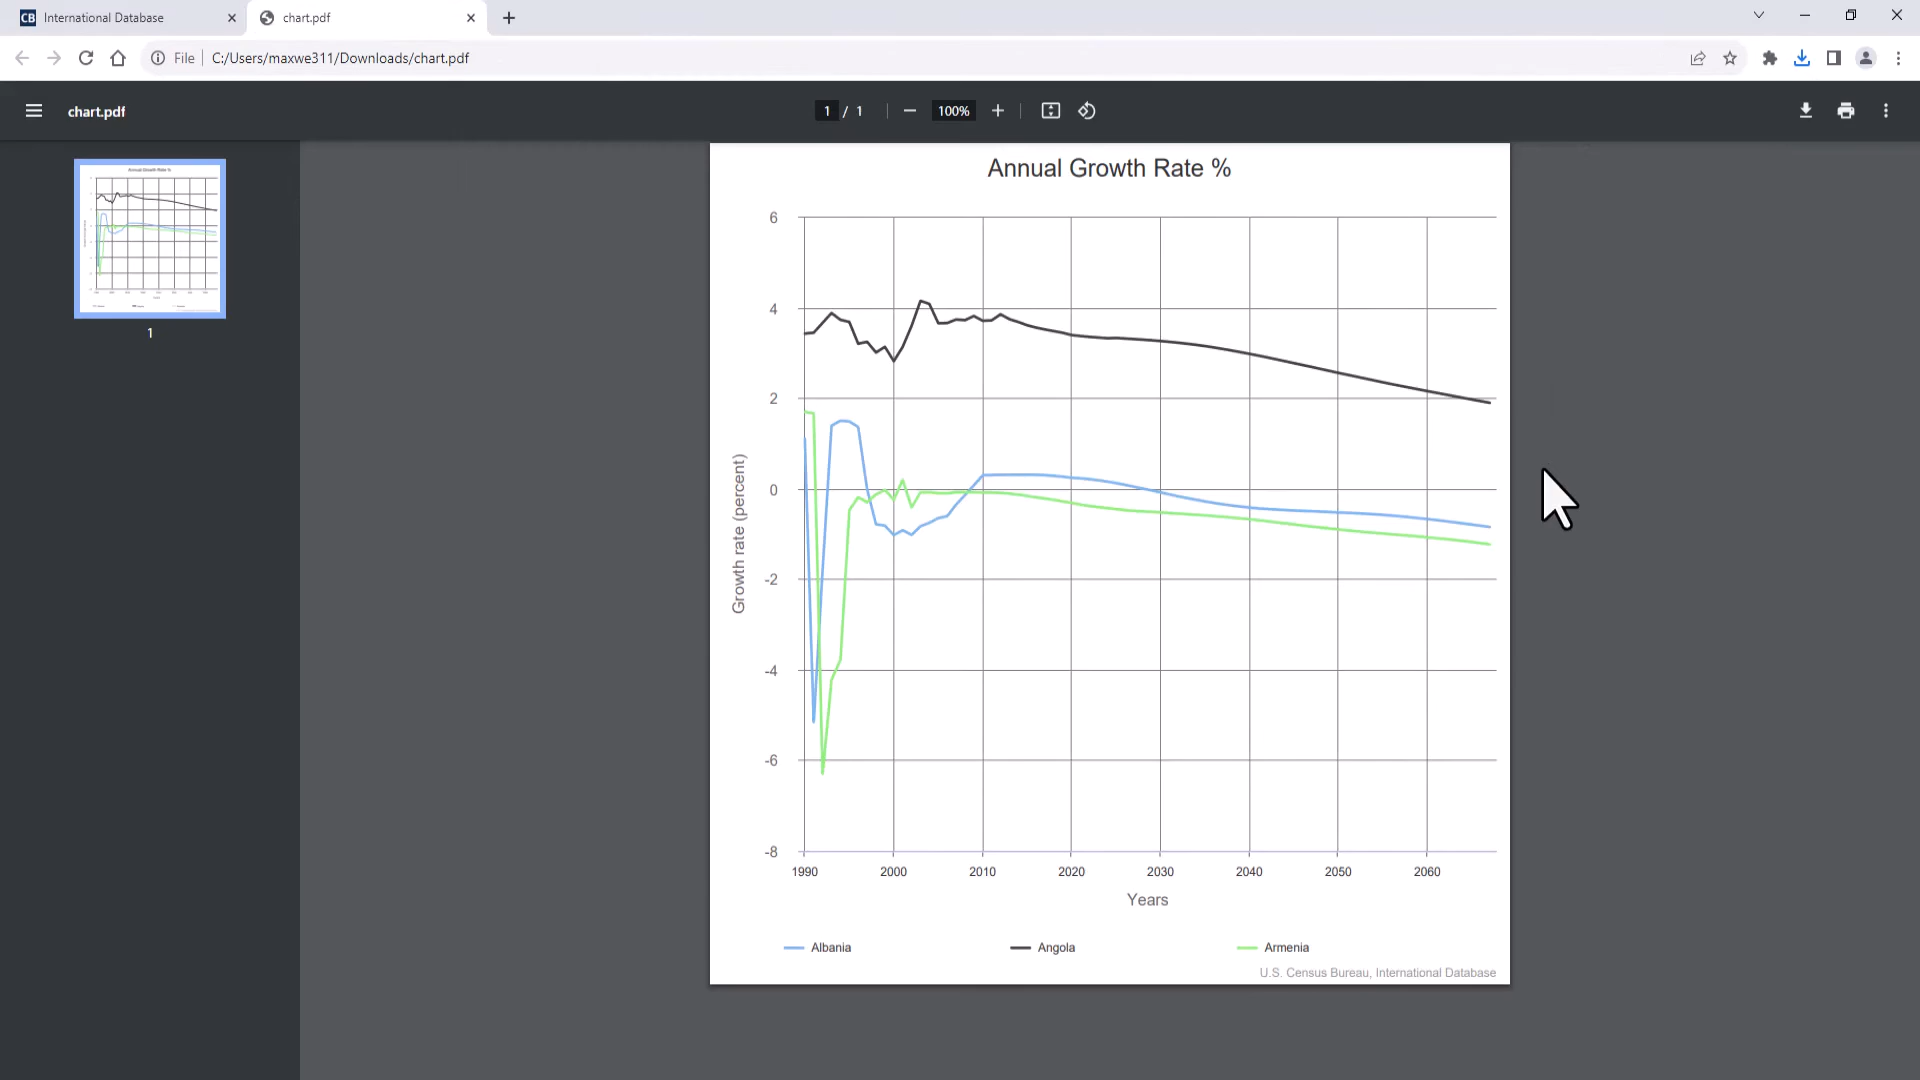 CB International Database
chart.pdf
File
C:/Users/maxwe311/Downloads/chart.pdf
chart.pdf
1 / 1
100%
1
Annual Growth Rate %
6
4
2
0
-2
-4
-6
-8
Growth rate (percent)
1990 2000 2010 2020 2030 2040 2050 2060
Years
Albania Angola Armenia
U.S. Census Bureau, International Database